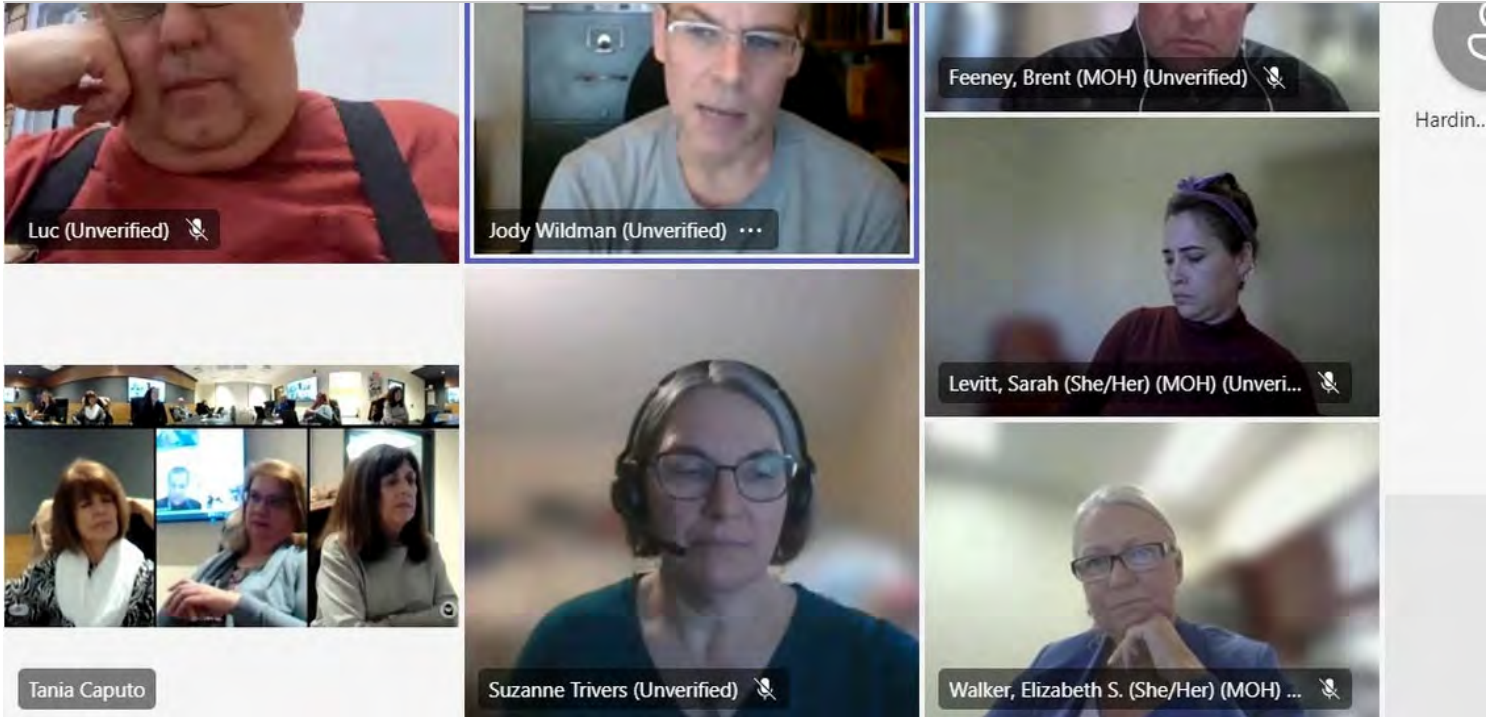 Feeney, Brent (MOH) (Unverified)
Hardin...
Luc (Unverified)
Jody Wildman (Unverified) ...
Levitt, Sarah (She/Her) (MOH) (Unveri...
Tania Caputo
Suzanne Trivers (Unverified)
Walker, Elizabeth S. (She/Her) (MOH) ...